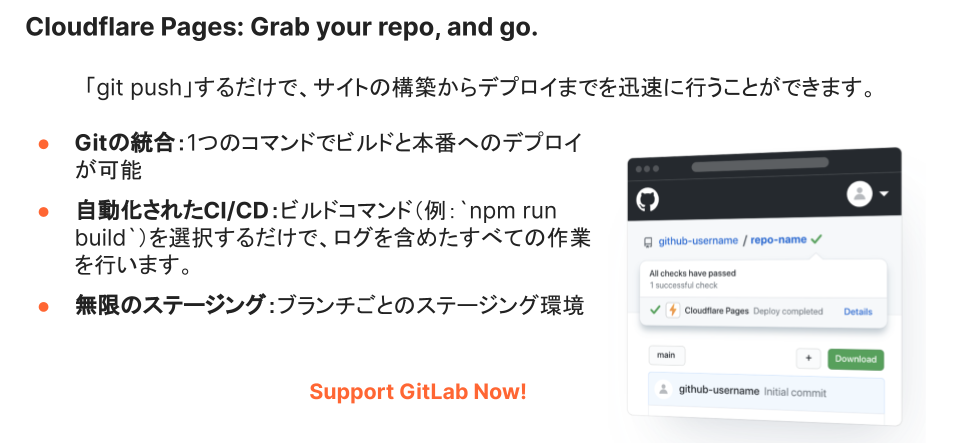 Cloudflare Pages: Grab your repo, and go.
「git push」するだけで、サイトの構築からデプロイまでを迅速に行うことができます。
● Gitの統合：1つのコマンドでビルドと本番へのデプロイ
が可能
● 自動化されたCI/CD：ビルドコマンド（例：`npm run
build`）を選択するだけで、ログを含めたすべての作業
を行います。
● 無限のステージング：ブランチごとのステージング環境
Support GitLab Now!
github-username / repo-name
All checks have passed
1 successful check
Cloudflare Pages Deploy completed Details
main + Download
github-username Initial commit